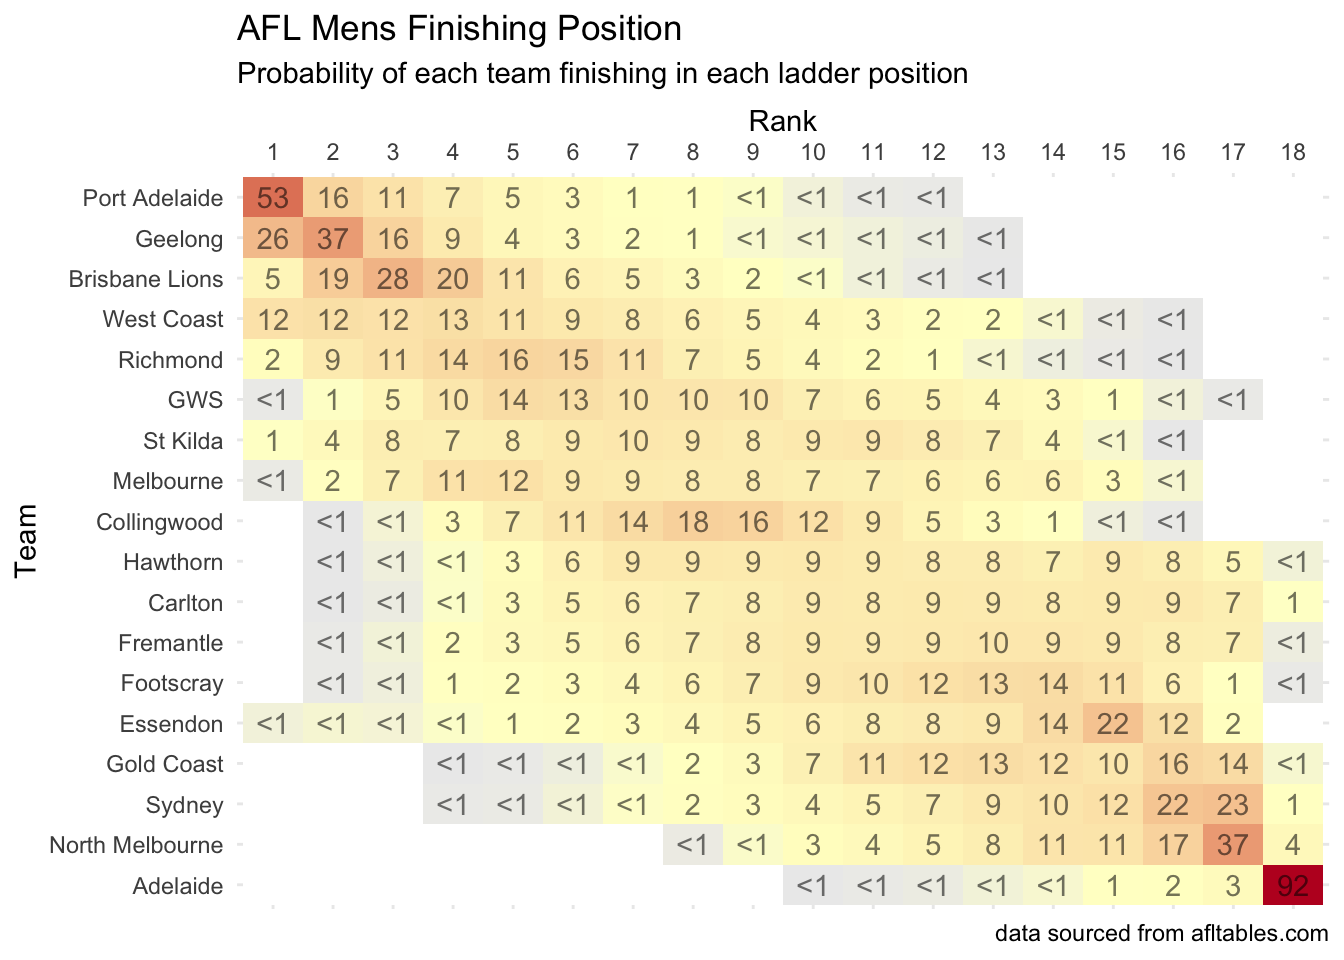 AFL Mens Finishing Position
Probability of each team finishing in each ladder position
Rank
1 2 3 4 5 6 7 8 9 10 11 12 13 14 15 16 17 18
Team
Port Adelaide 53 16 11 7 5 3 1 1 <1 <1 <1 <1
Geelong 26 37 16 9 4 3 2 1 <1 <1 <1 <1 <1
Brisbane Lions 5 19 28 20 11 6 5 3 2 <1 <1 <1 <1
West Coast 12 12 12 13 11 9 8 6 5 4 3 2 2 <1 <1 <1
Richmond 2 9 11 14 16 15 11 7 5 4 2 1 <1 <1 <1 <1
GWS <1 1 5 10 14 13 10 10 10 7 6 5 4 3 1 <1 <1
St Kilda 1 4 8 7 8 9 10 9 8 9 9 8 7 4 <1 <1
Melbourne <1 2 7 11 12 9 9 8 8 7 7 6 6 6 3 <1
Collingwood <1 <1 3 7 11 14 18 16 12 9 5 3 1 <1 <1
Hawthorn <1 <1 <1 3 6 9 9 9 9 9 8 8 7 9 8 5 <1
Carlton <1 <1 <1 3 5 6 7 8 9 8 9 9 8 9 9 7 1
Fremantle <1 <1 2 3 5 6 7 8 9 9 9 10 9 9 8 7 <1
Footscray <1 <1 1 2 3 4 6 7 9 10 12 13 14 11 6 1 <1
Essendon <1 <1 <1 <1 1 2 3 4 5 6 8 8 9 14 22 12 2
Gold Coast <1 <1 <1 <1 2 3 7 11 12 13 12 10 16 14 <1
Sydney <1 <1 <1 <1 2 3 4 5 7 9 10 12 22 23 1
North Melbourne <1 <1 3 4 5 8 11 11 17 37 4
Adelaide <1 <1 <1 <1 <1 1 2 3 92
data sourced from afltables.com